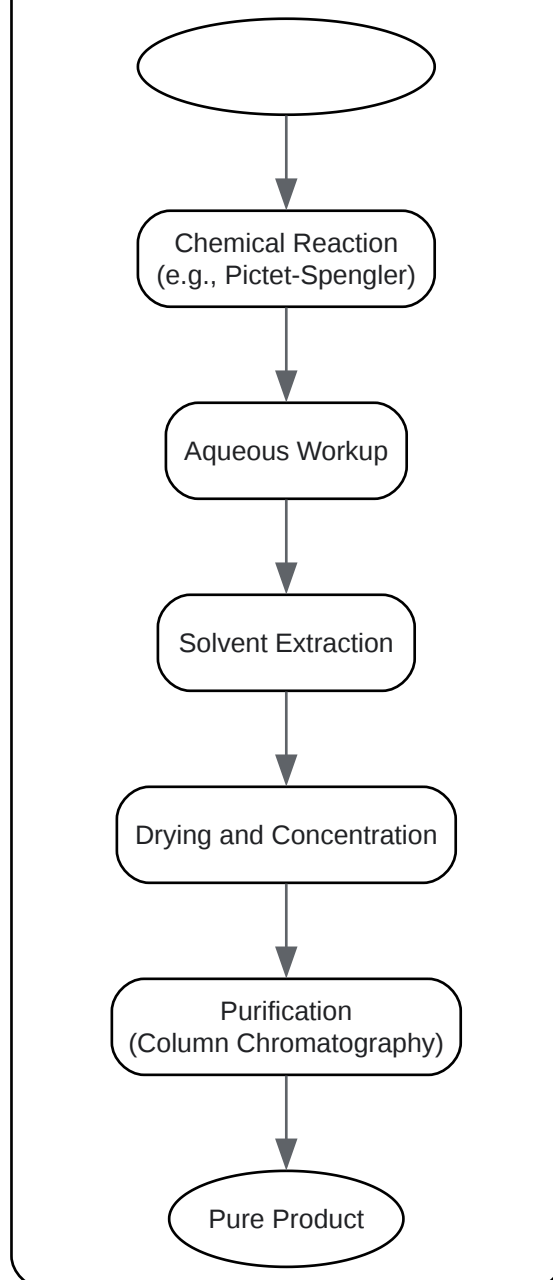 Chemical Reaction
(e.g., Pictet-Spengler)
Aqueous Workup
Solvent Extraction
Drying and Concentration
Purification
(Column Chromatography)
Pure Product